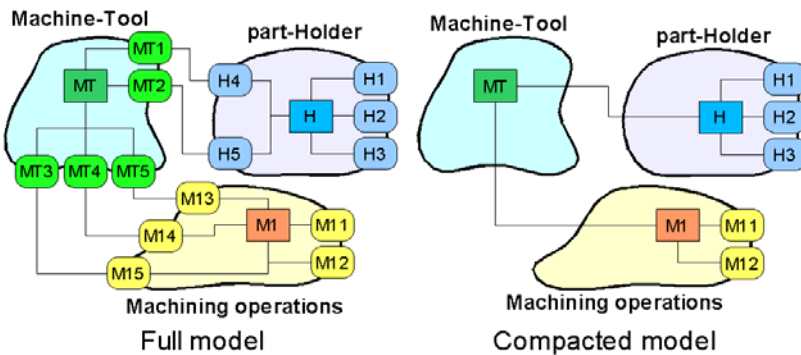 Machine-Tool
part-Holder
MT1
MT
MT2
H4
H1
H
H2
H5
H3
MT3
MT4
MT5
M13
M14
M1
M11
M15
M12
Machining operations
Full model
Machine-Tool
part-Holder
MT
H1
H
H2
H3
M1
M11
M12
Machining operations
Compacted model